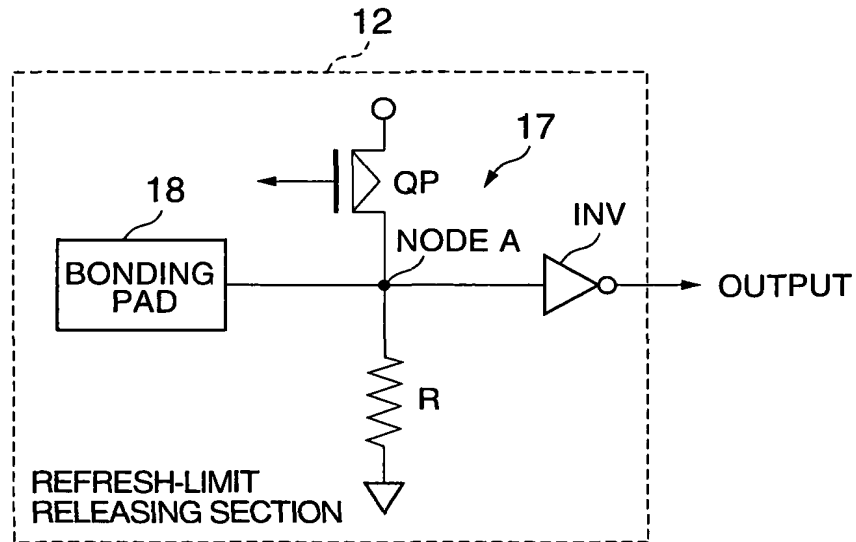 12
17
QP
18
INV
NODE A
BONDING
PAD
OUTPUT
R
REFRESH-LIMIT
RELEASING SECTION